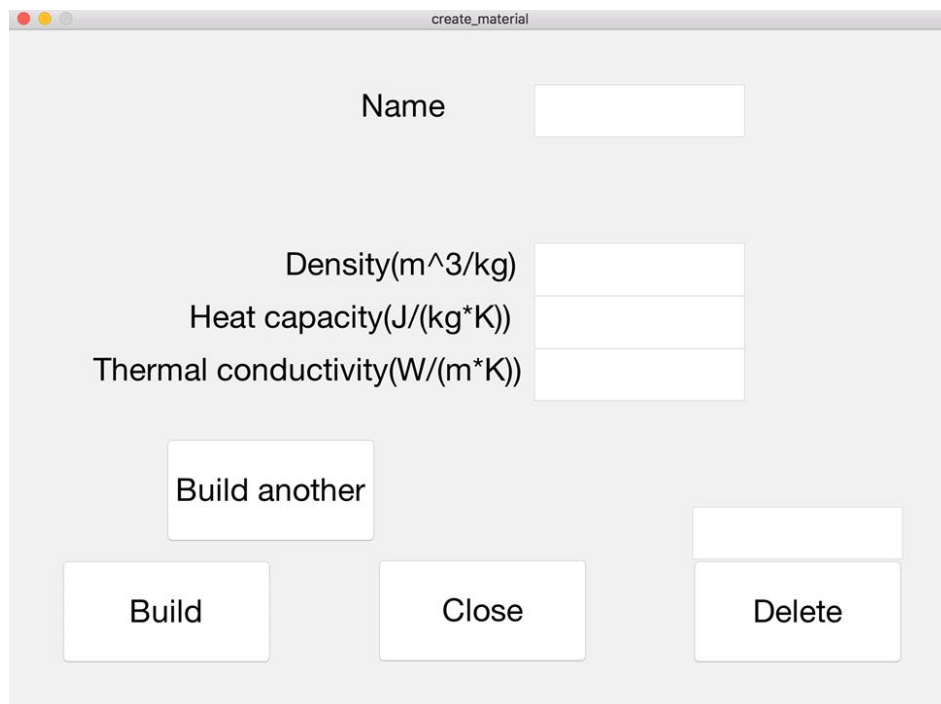 create_material
Name
Density(m^3/kg)
Heat capacity(J/(kg*K))
Thermal conductivity(W/(m*K))
Build another
Build
Close
Delete